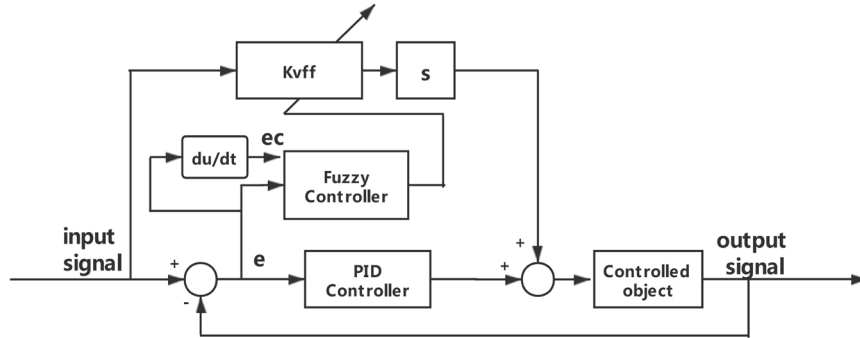 Kvff
s
du/dt
ec
Fuzzy
Controller
input
signal
+
-
e
PID
Controller
+
+
Controlled
object
output
signal